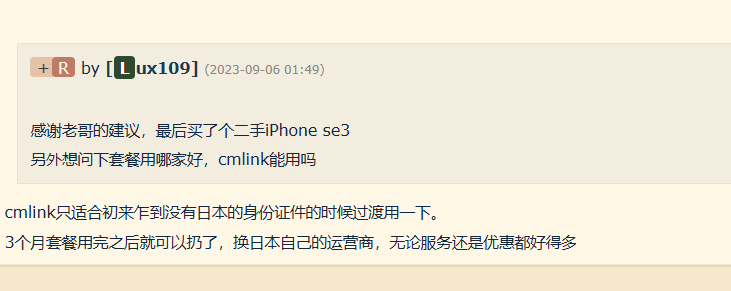 + R by [Lux109] (2023-09-06 01:49)
感谢老哥的建议，最后买了个二手iPhone se3
另外想问下套餐用哪家好，cmlink能用吗
cmlink只适合初来乍到没有日本的身份证件的时候过渡用一下。
3个月套餐用完之后就可以扔了，换日本自己的运营商，无论服务还是优惠都好得多